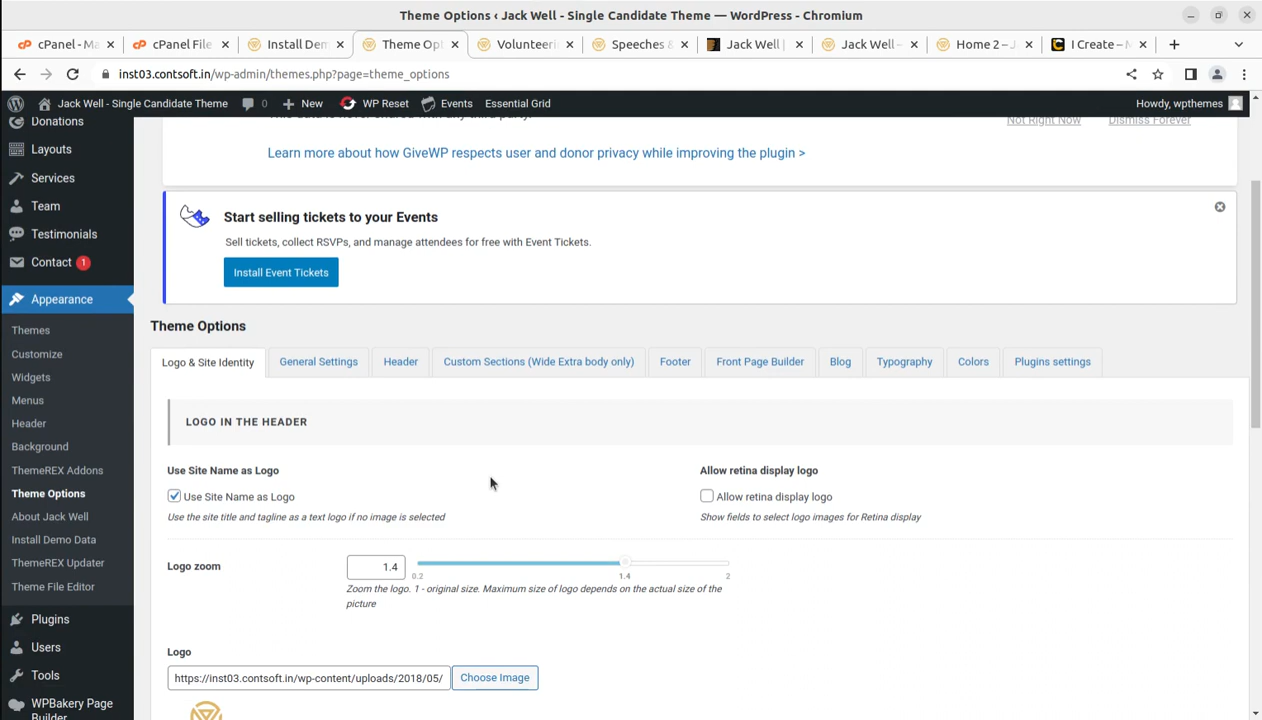 Theme Options ‹ Jack Well - Single Candidate Theme — WordPress - Chromium
cPanel - Ma
cPanel File
Install Dem
Theme Op
Volunteeri
Speeches &
Jack Well |
Jack Well –
Home 2 – J
I Create – M
inst03.contsoft.in/wp-admin/themes.php?page=theme_options
Jack Well - Single Candidate Theme
0
New
WP Reset
Events
Essential Grid
Howdy, wpthemes
Donations
Layouts
Services
Team
Testimonials
Contact 1
Appearance
Themes
Customize
Widgets
Menus
Header
Background
ThemeREX Addons
Theme Options
About Jack Well
Install Demo Data
ThemeREX Updater
Theme File Editor
Plugins
Users
Tools
WPBakery Page
Builder
Not Right Now
Dismiss Forever
Learn more about how GiveWP respects user and donor privacy while improving the plugin >
Start selling tickets to your Events
Sell tickets, collect RSVPs, and manage attendees for free with Event Tickets.
Install Event Tickets
Theme Options
Logo & Site Identity
General Settings
Header
Custom Sections (Wide Extra body only)
Footer
Front Page Builder
Blog
Typography
Colors
Plugins settings
LOGO IN THE HEADER
Use Site Name as Logo
Use Site Name as Logo
Use the site title and tagline as a text logo if no image is selected
Allow retina display logo
Allow retina display logo
Show fields to select logo images for Retina display
Logo zoom
1.4
0.2
1.4
2
Zoom the logo. 1 - original size. Maximum size of logo depends on the actual size of the
picture
Logo
https://inst03.contsoft.in/wp-content/uploads/2018/05/
Choose Image